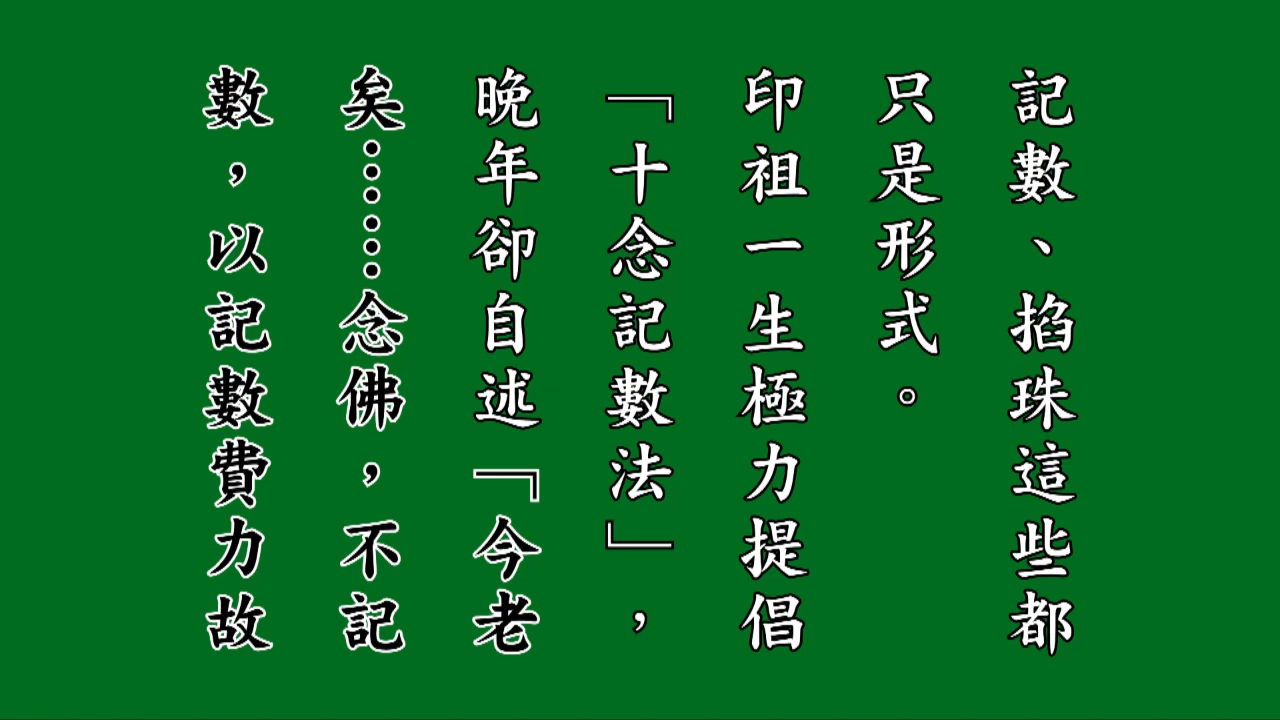 記數、掐珠這些都
只是形式。
印祖一生極力提倡
「十念記數法」，
晚年卻自述「今老
矣……念佛，不記
數，以記數費力故